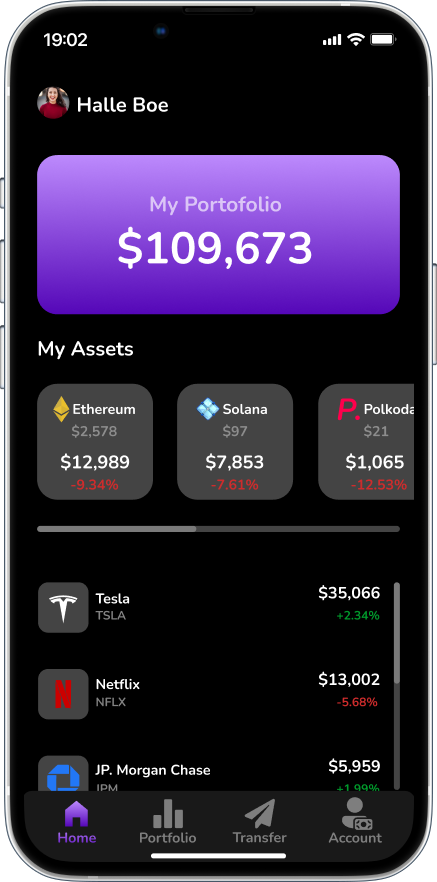 19:02
Halle Boe
My Portofolio
$109,673
My Assets
Ethereum
$2,578
$12,989
-9.34%
Solana
$97
$7,853
-7.61%
P. Polkoda
$21
$1,065
-12.53%
Tesla
TSLA
$35,066
+2.34%
N
Netflix
NFLX
$13,002
-5.68%
JP. Morgan Chase
JPM
$5,959
+1.99%
Home
Portfolio
Transfer
Account